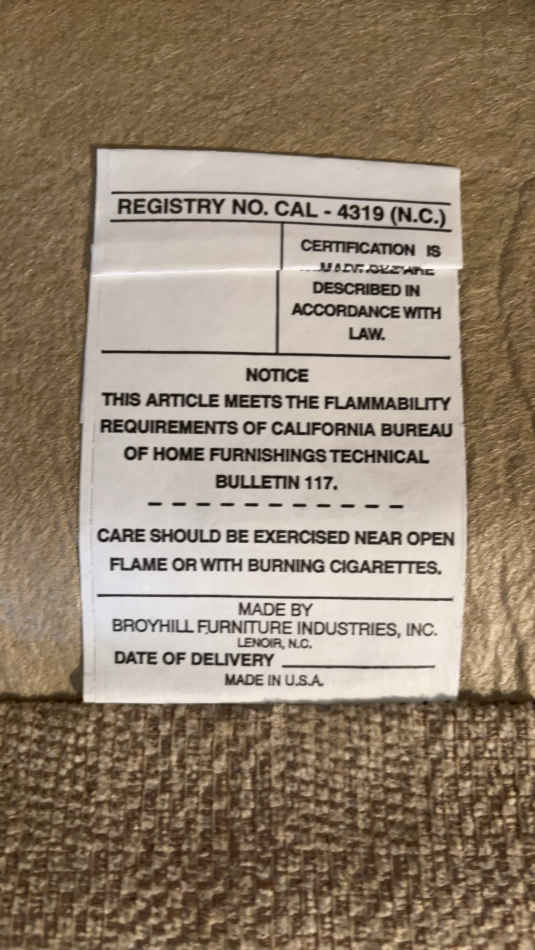 REGISTRY NO. CAL - 4319 (N.C.)
CERTIFICATION IS
DESCRIBED IN
ACCORDANCE WITH
LAW.
NOTICE
THIS ARTICLE MEETS THE FLAMMABILITY
REQUIREMENTS OF CALIFORNIA BUREAU
OF HOME FURNISHINGS TECHNICAL
BULLETIN 117.
CARE SHOULD BE EXERCISED NEAR OPEN
FLAME OR WITH BURNING CIGARETTES.
MADE BY
BROYHILL FURNITURE INDUSTRIES, INC.
LENOIR, N.C.
DATE OF DELIVERY
MADE IN U.S.A.